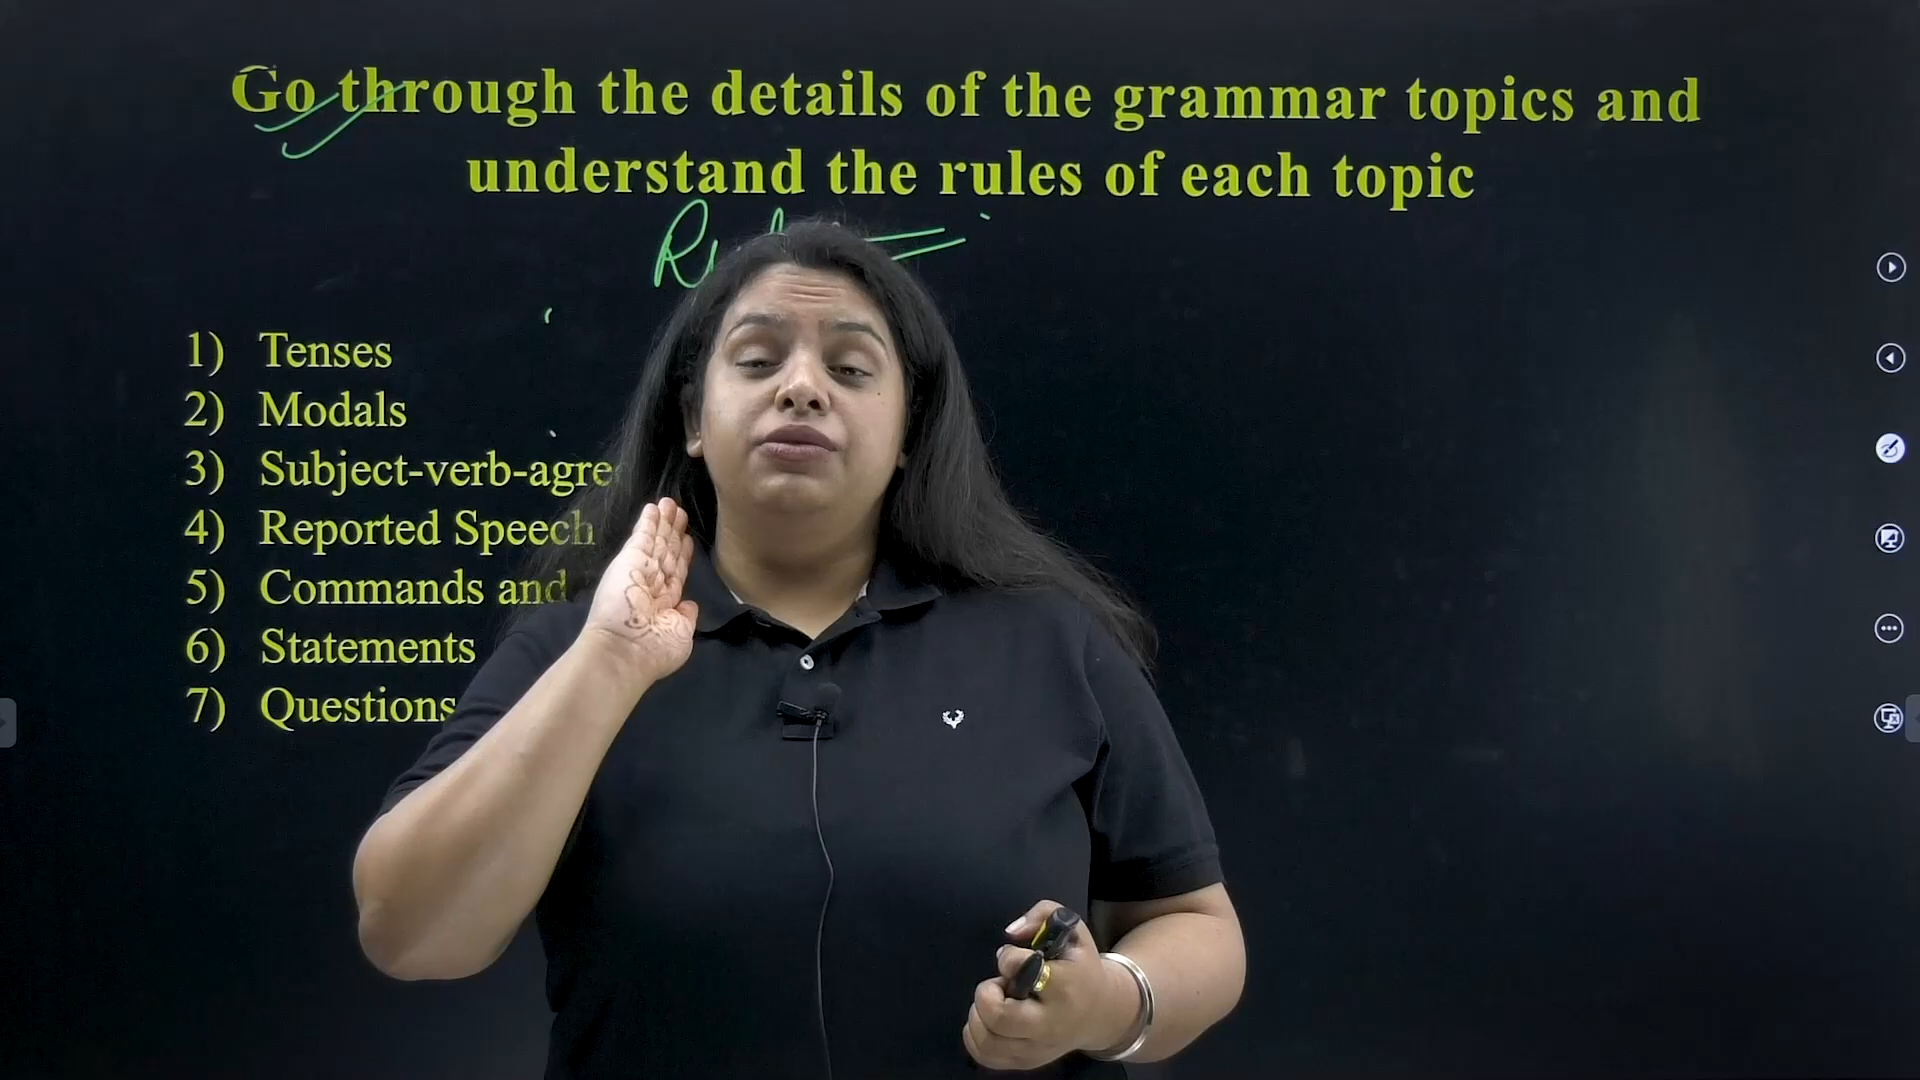 Go through the details of the grammar topics and
understand the rules of each topic
1) Tenses
2) Modals
3) Subject-verb-agre
4) Reported Speech
5) Commands and
6) Statements
7) Questions